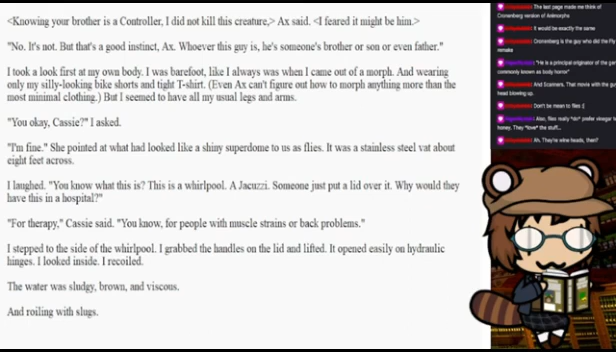 <Knowing your brother is a Controller, I did not kill this creature,> Ax said. <I feared it might be him.>
"No. It's not. But that's a good instinct, Ax. Whoever this guy is, he's someone's brother or son or even father."
I took a look first at my own body. I was barefoot, like I always was when I came out of a morph. And wearing
only my silly-looking bike shorts and tight T-shirt. (Even Ax can't figure out how to morph anything more than the
most minimal clothing.) But I seemed to have all my usual legs and arms.
"You okay, Cassie?" I asked.
"I'm fine." She pointed at what had looked like a shiny superdome to us as flies. It was a stainless steel vat about
eight feet across.
I laughed. "You know what this is? This is a whirlpool. A Jacuzzi. Someone just put a lid over it. Why would they
have this in a hospital?"
"For therapy," Cassie said. "You know, for people with muscle strains or back problems."
I stepped to the side of the whirlpool. I grabbed the handles on the lid and lifted. It opened easily on hydraulic
hinges. I looked inside. I recoiled.
The water was sludgy, brown, and viscous.
And roiling with slugs.
The last page made me think of
Cronenberg version of Animorphs
It would be exactly the same
Cronenberg is the guy who did the Fly
remake
"He is a principal originator of the
commonly known as body horror"
And Scanners. That movie with the guy
head blowing up.
Don't be mean to flies :(
Also, flies really *do* prefer vinegar to
honey. They *love* the stuff...
Ah. They're wine heads, then?